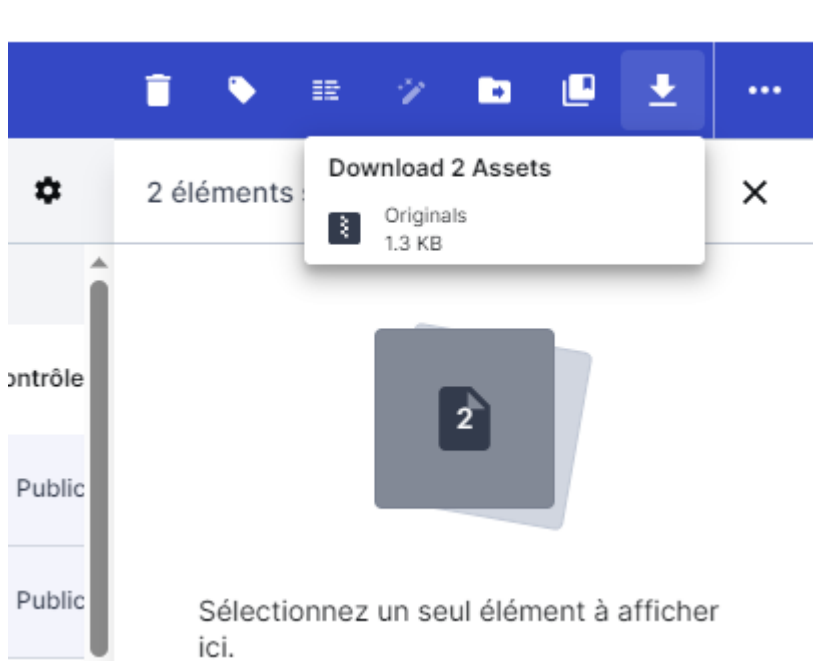 Download 2 Assets
2 éléments
Originals
1.3 KB
ontrôle
2
Public
Public
Sélectionnez un seul élément à afficher
ici.